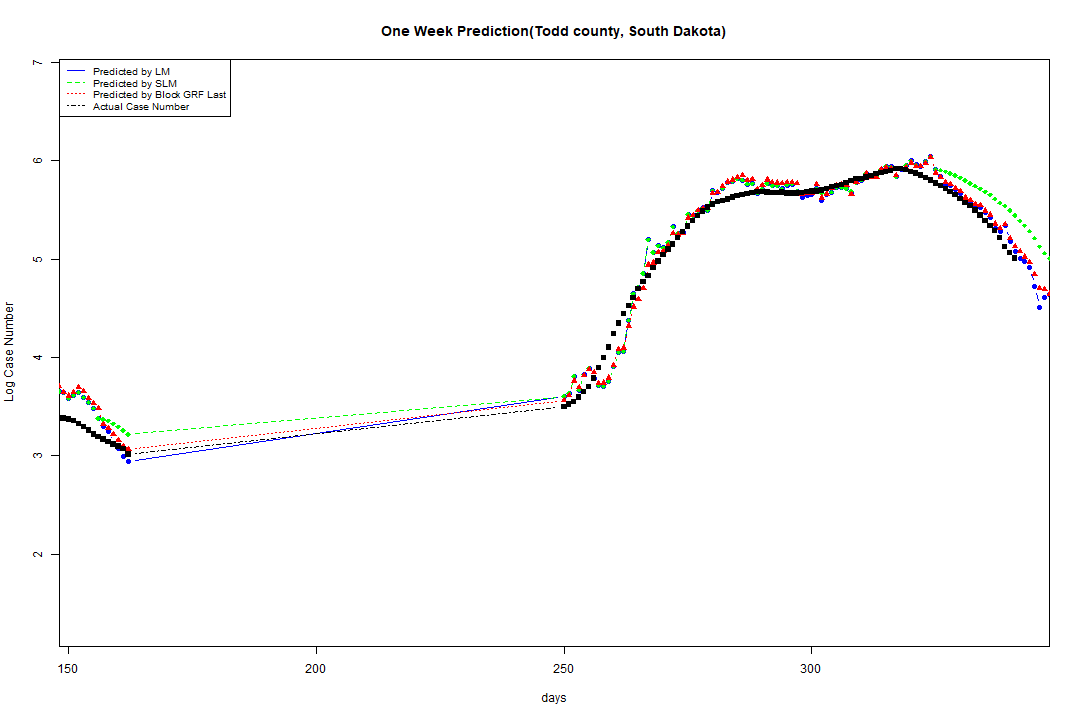 One Week Prediction(Todd county, South Dakota)
Predicted by LM
Predicted by SLM
Predicted by Block GRF Last
Actual Case Number
7
6
5
4
3
2
Log Case Number
150 200 250 300
days